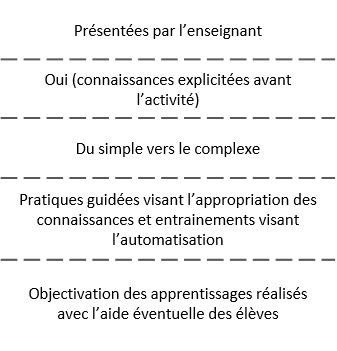 Présentées par l'enseignant
Oui (connaissances explicitées avant
l'activité)
Du simple vers le complexe
Pratiques guidées visant l'appropriation des
connaissances et entrainements visant
l'automatisation
Objectivation des apprentissages réalisés
avec l'aide éventuelle des élèves